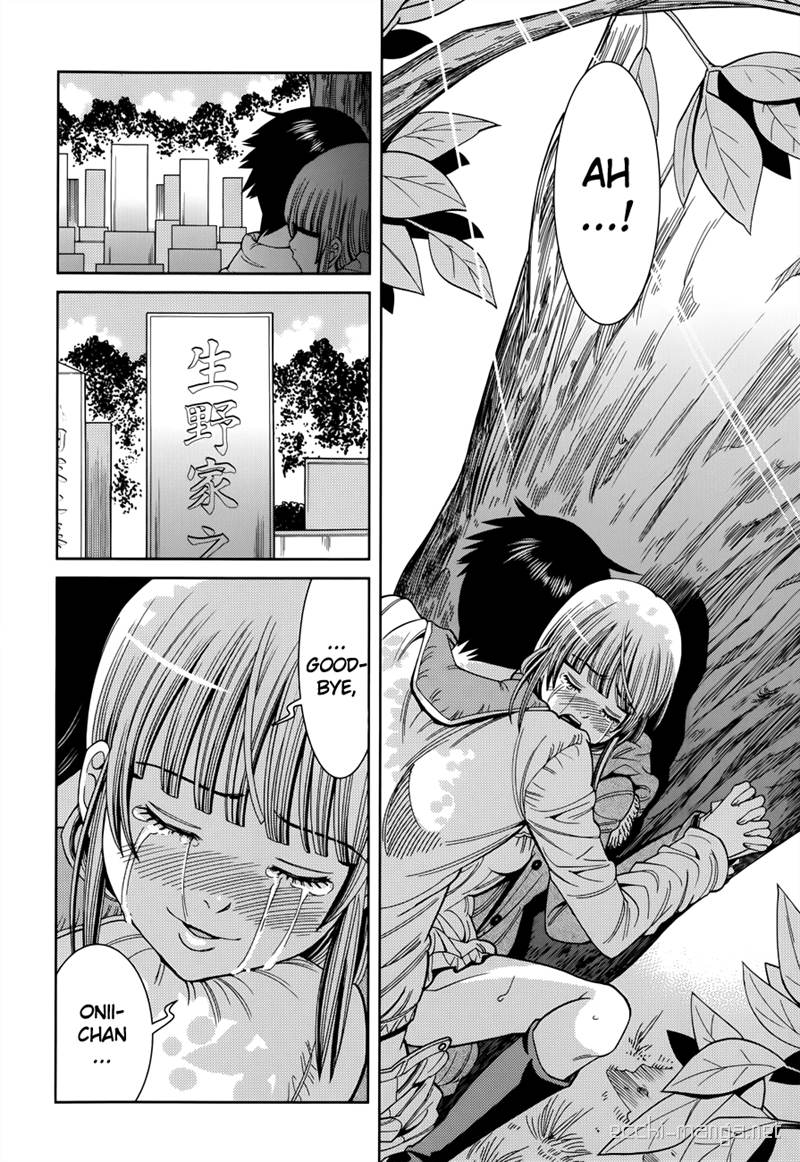 AH
...!
生
野
家
之
...
GOOD-
BYE,
ONII-
CHAN
...
ecchi-manga.net